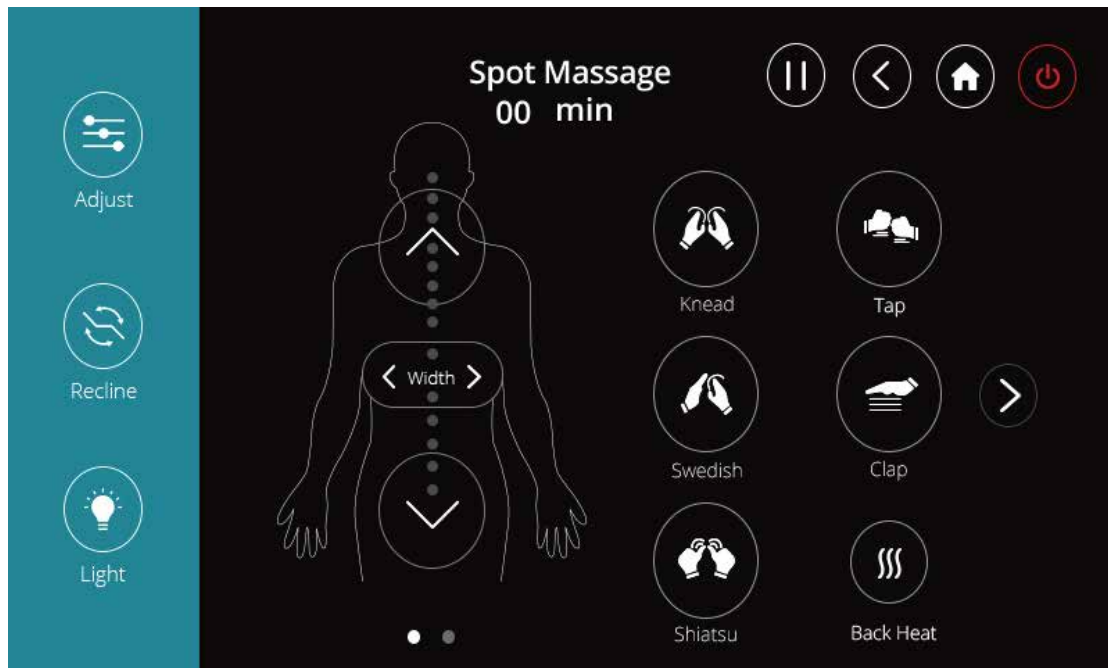 Spot Massage
00 min
Adjust
Recline
Light
Width
Knead
Tap
Swedish
Clap
Shiatsu
Back Heat